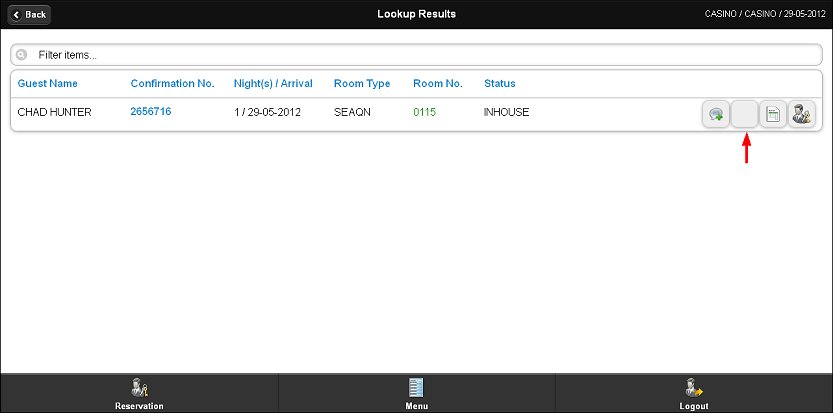 Back Lookup Results CASINO / CASINO / 29-05-2012
Filter items...
Guest Name Confirmation No. Night(s) / Arrival Room Type Room No. Status
CHAD HUNTER 2656716 1 / 29-05-2012 SEAQN 0115 INHOUSE
Reservation Menu Logout